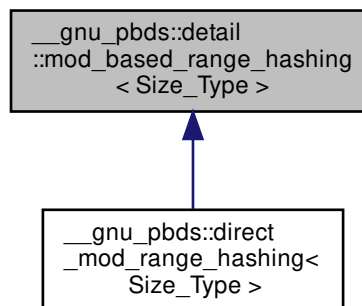 __gnu_pbds::detail
::mod_based_range_hashing
< Size_Type >
__gnu_pbds::direct
_mod_range_hashing<
Size_Type >